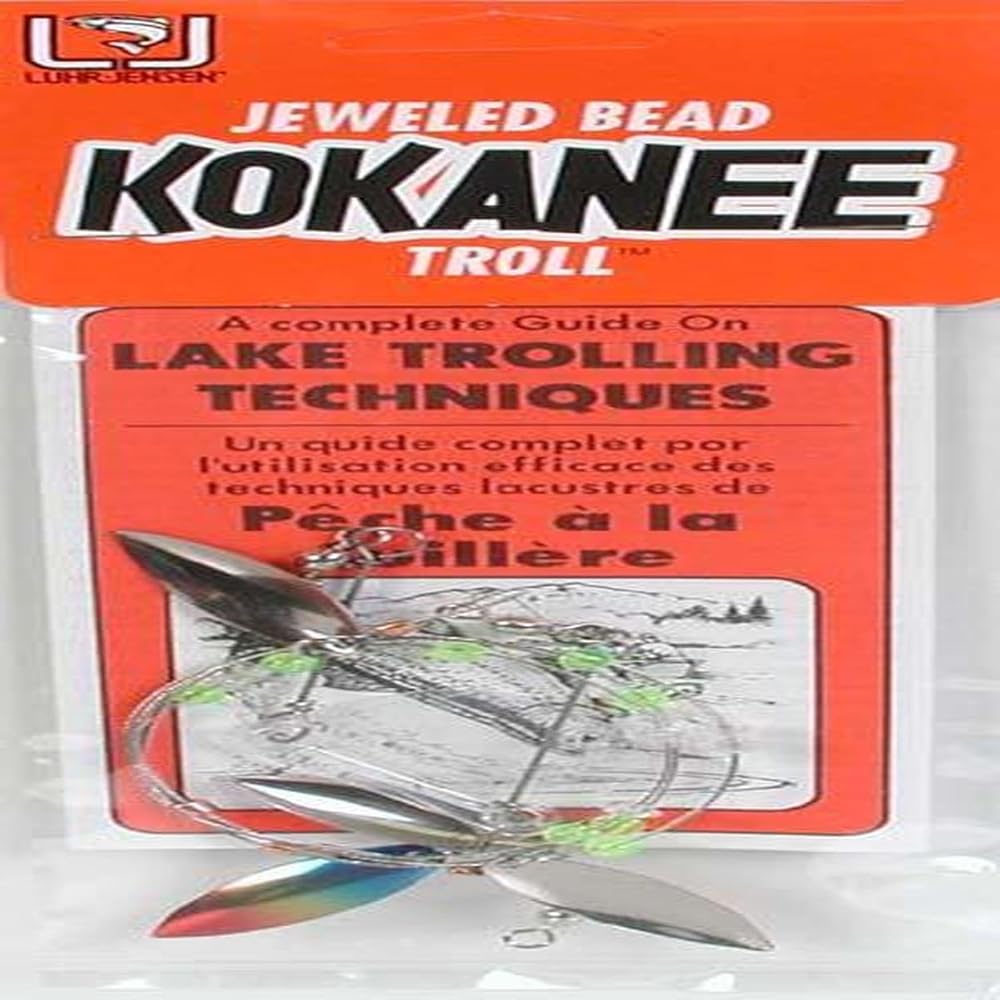 LUHR-JENSEN
JEWELED BEAD
KOKANEE
TROLL™
A complete Guide On
LAKE TROLLING
TECHNIQUES
Un quide complet por
l'utilisation efficace des
techniques lacustres de
Pêche à la